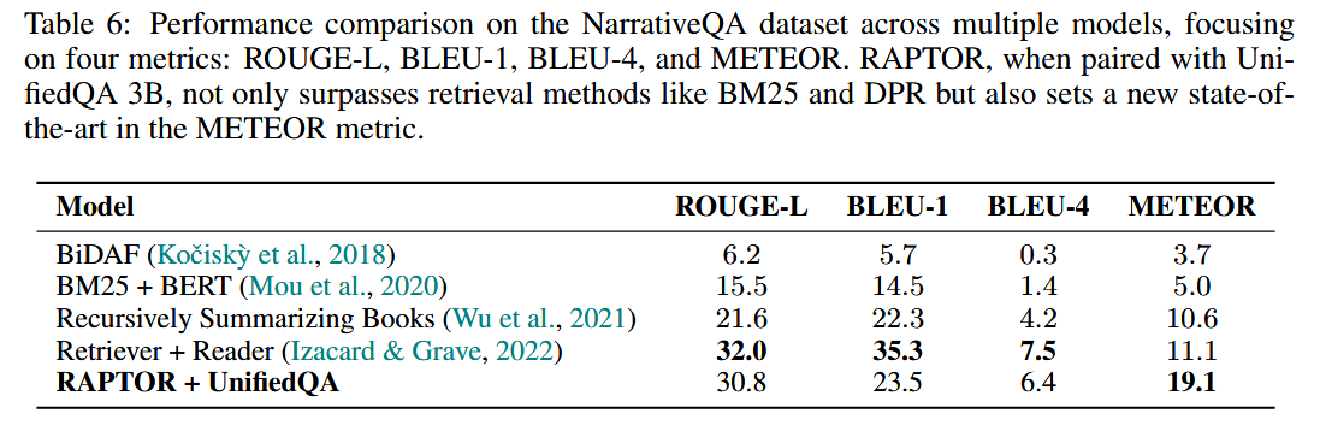 Table 6: Performance comparison on the NarrativeQA dataset across multiple models, focusing
on four metrics: ROUGE-L, BLEU-1, BLEU-4, and METEOR. RAPTOR, when paired with Uni-
fiedQA 3B, not only surpasses retrieval methods like BM25 and DPR but also sets a new state-of-
the-art in the METEOR metric.
Model ROUGE-L BLEU-1 BLEU-4 METEOR
BiDAF (Kočiskỳ et al., 2018) 6.2 5.7 0.3 3.7
BM25 + BERT (Mou et al., 2020) 15.5 14.5 1.4 5.0
Recursively Summarizing Books (Wu et al., 2021) 21.6 22.3 4.2 10.6
Retriever + Reader (Izacard & Grave, 2022) 32.0 35.3 7.5 11.1
RAPTOR + UnifiedQA 30.8 23.5 6.4 19.1